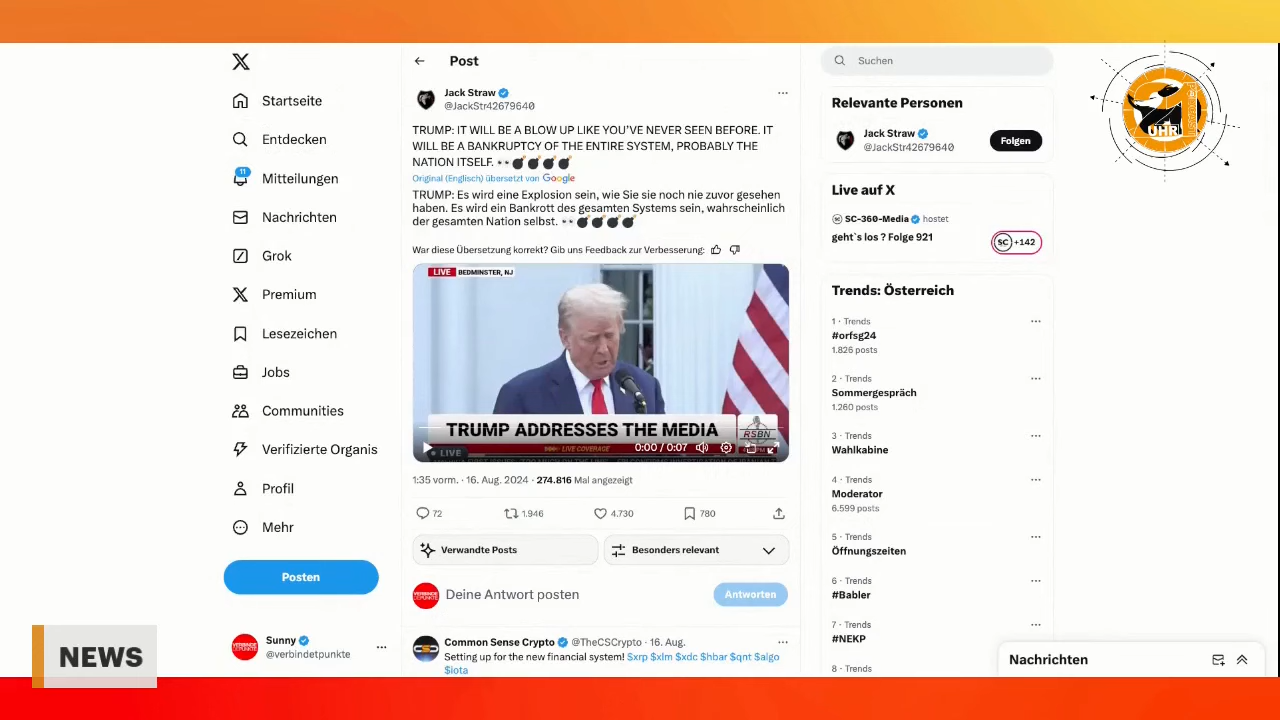 Startseite
Entdecken
11
Mitteilungen
Nachrichten
Grok
Premium
Lesezeichen
Jobs
Communities
Verifizierte Organis
Profil
Mehr
Posten
Sunny
@verbindetpunkte
NEWS
Post
Jack Straw
@JackStr42679640
TRUMP: IT WILL BE A BLOW UP LIKE YOU'VE NEVER SEEN BEFORE. IT
WILL BE A BANKRUPTCY OF THE ENTIRE SYSTEM, PROBABLY THE
NATION ITSELF. 👀💣💣💣💣
Original (Englisch) übersetzt von Google
TRUMP: Es wird eine Explosion sein, wie Sie sie noch nie zuvor gesehen
haben. Es wird ein Bankrott des gesamten Systems sein, wahrscheinlich
der gesamten Nation selbst. 👀💣💣💣💣
War diese Übersetzung korrekt? Gib uns Feedback zur Verbesserung:
LIVE BEDMINSTER, NJ
TRUMP ADDRESSES THE MEDIA
RSBN
0:00 / 0:07
LIVE
LIVE COVERAGE
1:35 vorm. · 16. Aug. 2024 · 274.816 Mal angezeigt
72
1.946
4.730
780
Verwandte Posts
Besonders relevant
Deine Antwort posten
Antworten
Common Sense Crypto @TheCSCrypto · 16. Aug.
Setting up for the new financial system! $xrp $xlm $xdc $hbar $qnt $algo
$iota
Suchen
Relevante Personen
Jack Straw
@JackStr42679640
Folgen
Live auf X
SC-360-Media hostet
geht`s los ? Folge 921
SC +142
Trends: Österreich
1 · Trends
#orfsg24
1.826 posts
2 · Trends
Sommergespräch
1.260 posts
3 · Trends
Wahlkabine
4 · Trends
Moderator
6.599 posts
5 · Trends
Öffnungszeiten
6 · Trends
#Babler
7 · Trends
#NEKP
8 · Trends
Nachrichten
UHR